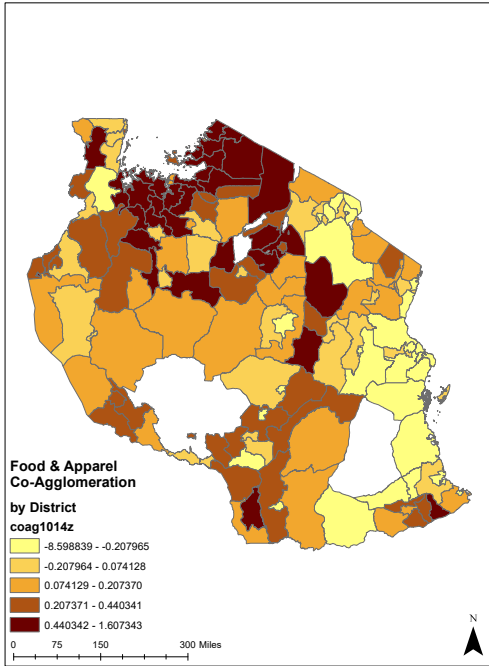 Food & Apparel
Co-Agglomeration
by District
coag1014z
-8.598839 - -0.207965
-0.207964 - 0.074128
0.074129 - 0.207370
0.207371 - 0.440341
0.440342 - 1.607343
0 75 150 300 Miles
N